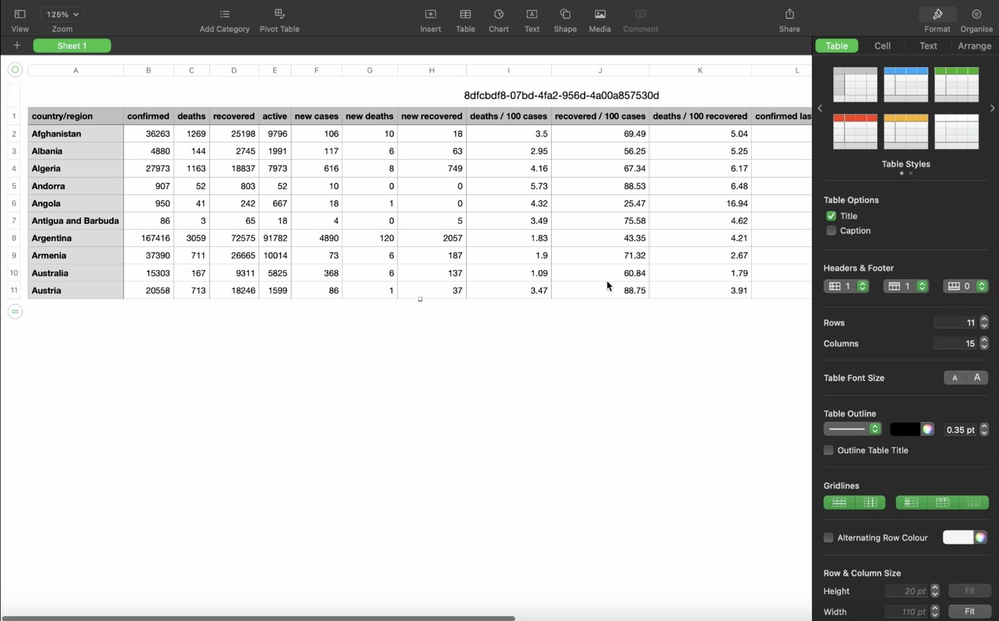 125%
View Zoom Add Category Pivot Table Insert Table Chart Text Shape Media Comment Share Format Organise
+ Sheet 1
Table Cell Text Arrange
A B C D E F G H I J K L
8dfcbdf8-07bd-4fa2-956d-4a00a857530d
1 country/region confirmed deaths recovered active new cases new deaths new recovered deaths / 100 cases recovered / 100 cases deaths / 100 recovered confirmed las
2 Afghanistan 36263 1269 25198 9796 106 10 18 3.5 69.49 5.04
3 Albania 4880 144 2745 1991 117 6 63 2.95 56.25 5.25
4 Algeria 27973 1163 18837 7973 616 8 749 4.16 67.34 6.17
5 Andorra 907 52 803 52 10 0 0 5.73 88.53 6.48
6 Angola 950 41 242 667 18 1 0 4.32 25.47 16.94
7 Antigua and Barbuda 86 3 65 18 4 0 5 3.49 75.58 4.62
8 Argentina 167416 3059 72575 91782 4890 120 2057 1.83 43.35 4.21
9 Armenia 37390 711 26665 10014 73 6 187 1.9 71.32 2.67
10 Australia 15303 167 9311 5825 368 6 137 1.09 60.84 1.79
11 Austria 20558 713 18246 1599 86 1 37 3.47 88.75 3.91
Table Styles
Table Options
Title
Caption
Headers & Footer
1 1 0
Rows 11
Columns 15
Table Font Size A A
Table Outline
0.35 pt
Outline Table Title
Gridlines
Alternating Row Colour
Row & Column Size
Height 20 pt Fit
Width 110 pt Fit